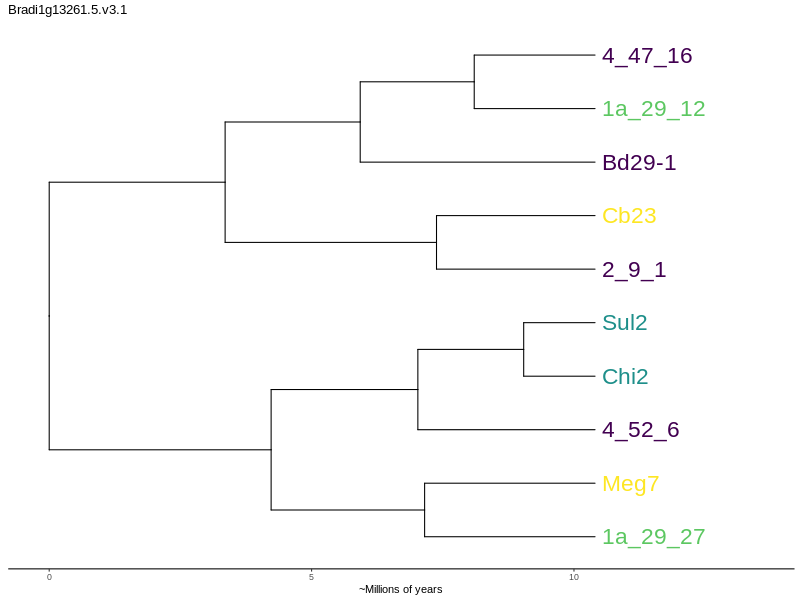 Bradi1g13261.5.v3.1
4_47_16
1a_29_12
Bd29-1
Cb23
2_9_1
Sul2
Chi2
4_52_6
Meg7
1a_29_27
0 5 10
~Millions of years